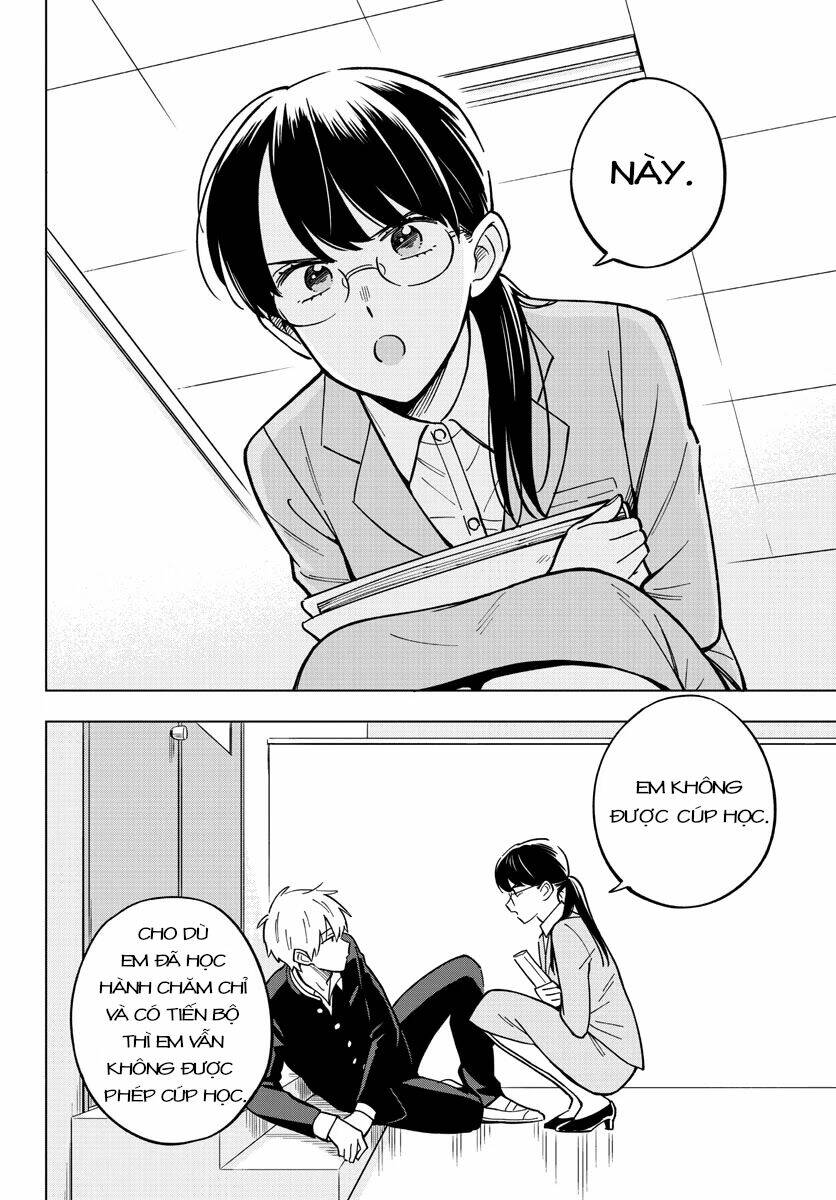 NÀY.
EM KHÔNG
ĐƯỢC CÚP HỌC.
CHO DÙ
EM ĐÃ HỌC
HÀNH CHĂM CHỈ
VÀ CÓ TIẾN BỘ
THÌ EM VẪN
KHÔNG ĐƯỢC
PHÉP CÚP HỌC.